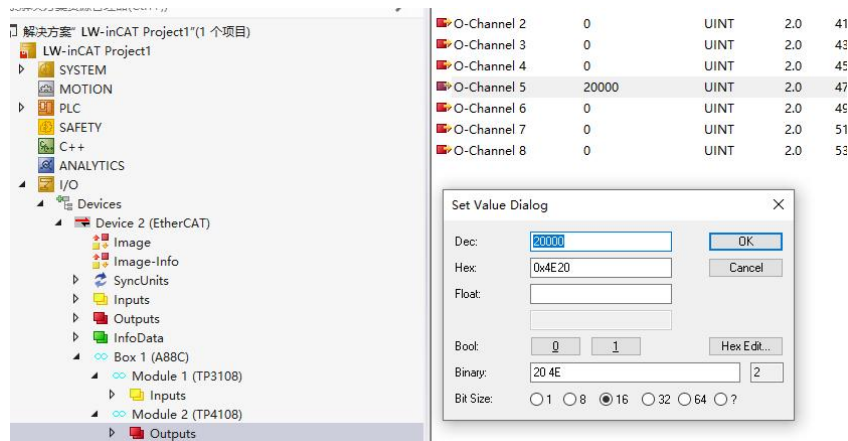 解决方案"LW-inCAT Project1"(1 个项目)
LW-inCAT Project1
SYSTEM
MOTION
PLC
SAFETY
C++
ANALYTICS
I/O
Devices
Device 2 (EtherCAT)
Image
Image-Info
SyncUnits
Inputs
Outputs
InfoData
Box 1 (A88C)
Module 1 (TP3108)
Inputs
Module 2 (TP4108)
Outputs
O-Channel 2 0 UINT 2.0 41
O-Channel 3 0 UINT 2.0 43
O-Channel 4 0 UINT 2.0 45
O-Channel 5 20000 UINT 2.0 47
O-Channel 6 0 UINT 2.0 49
O-Channel 7 0 UINT 2.0 51
O-Channel 8 0 UINT 2.0 53
Set Value Dialog
Dec: 20000 OK
Hex: 0x4E20 Cancel
Float:
Bool: 0 1 Hex Edit...
Binary: 20 4E 2
Bit Size: 1 8 16 32 64 ?